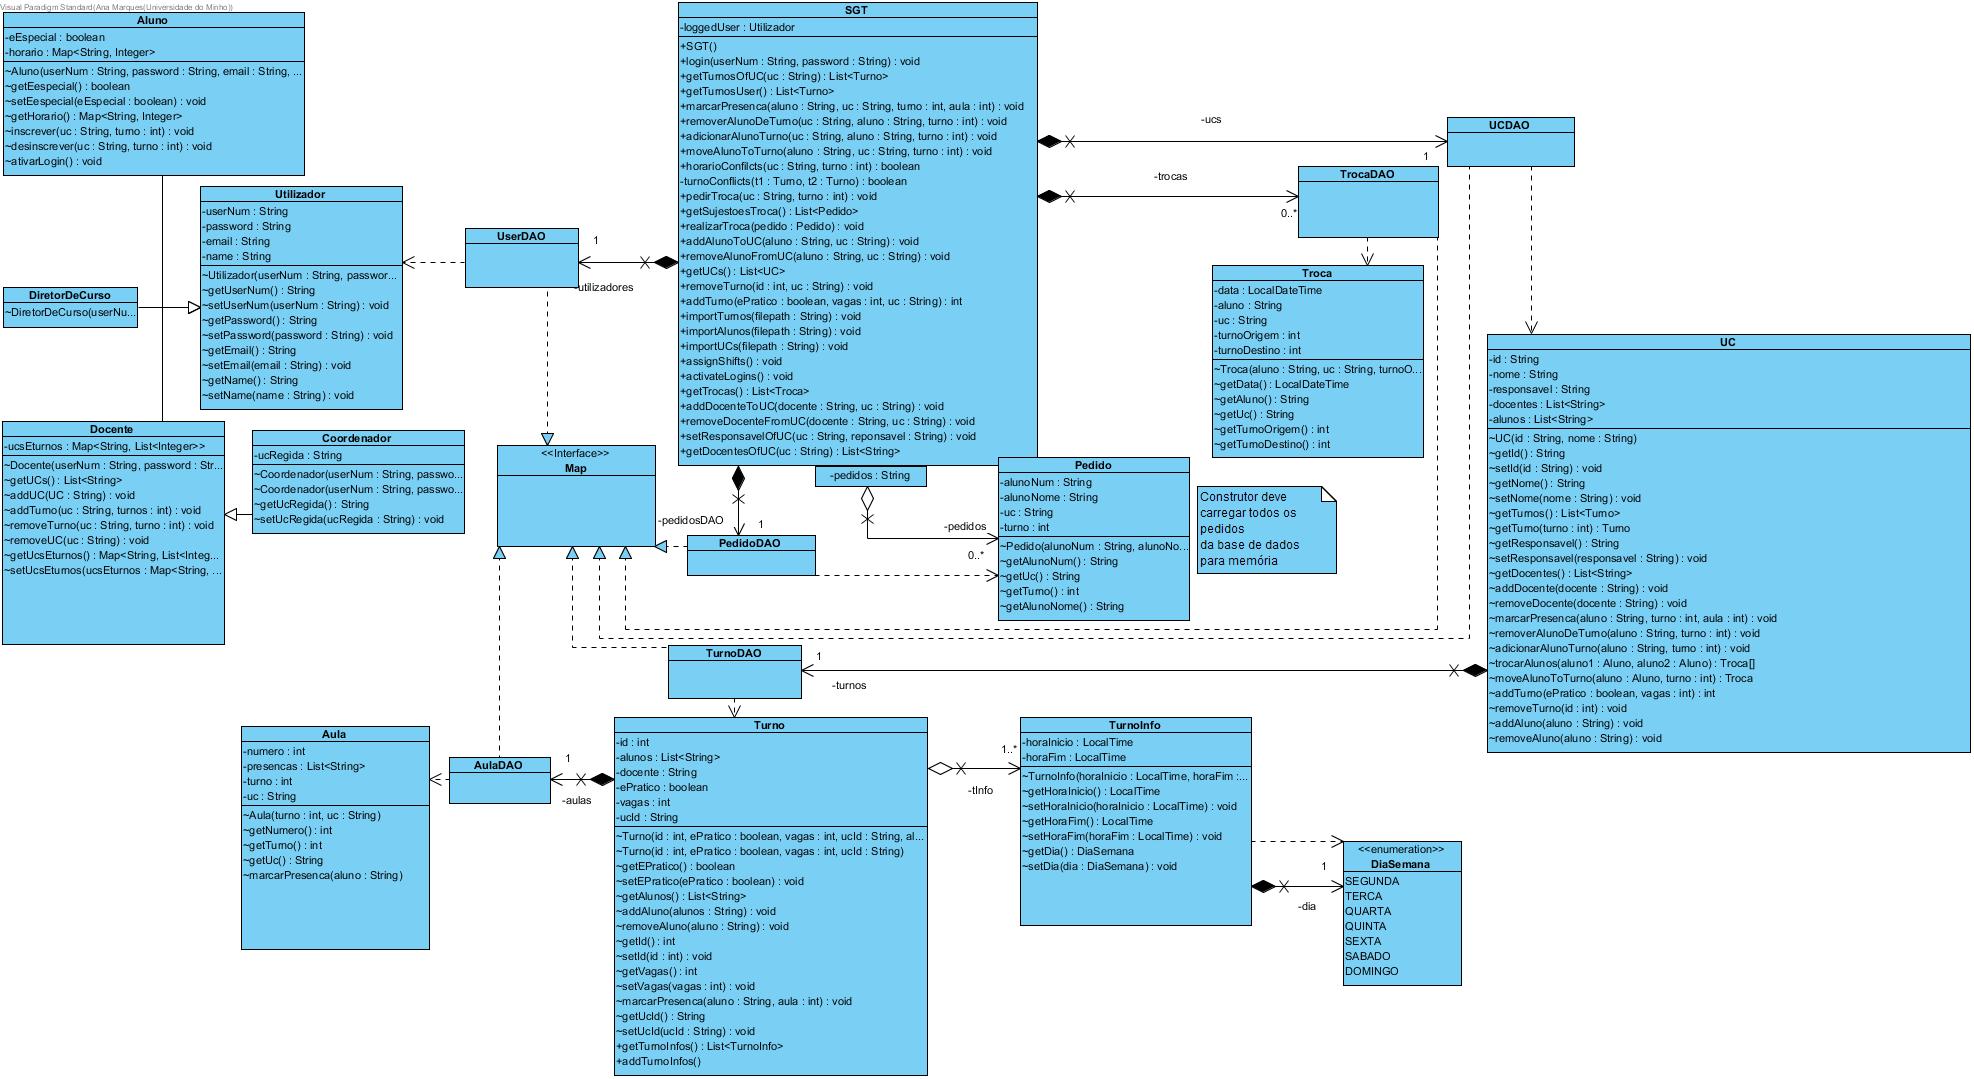 Visual Paradigm Standard(Ana Marques(Universidade do Minho))
Aluno
-eEspecial : boolean
-horario : Map<String, Integer>
~Aluno(userNum : String, password : String, email : String, ...
~getEespecial() : boolean
~setEespecial(eEspecial : boolean) : void
~getHorario() : Map<String, Integer>
~inscrever(uc : String, turno : int) : void
~desinscrever(uc : String, turno : int) : void
~ativarLogin() : void
Utilizador
-userNum : String
-password : String
-email : String
-name : String
~Utilizador(userNum : String, passwor...
~getUserNum() : String
~setUserNum(userNum : String) : void
~getPassword() : String
~setPassword(password : String) : void
~getEmail() : String
~setEmail(email : String) : void
~getName() : String
~setName(name : String) : void
DiretorDeCurso
~DiretorDeCurso(userNu...
Docente
-ucsEturnos : Map<String, List<Integer>>
~Docente(userNum : String, password : Str...
~getUCs() : List<String>
~addUC(UC : String) : void
~addTurno(uc : String, turnos : int) : void
~removeTurno(uc : String, turno : int) : void
~removeUC(uc : String) : void
~getUcsEturnos() : Map<String, List<Integ...
~setUcsEturnos(ucsEturnos : Map<String, ...
Coordenador
-ucRegida : String
~Coordenador(userNum : String, passwo...
~Coordenador(userNum : String, passwo...
~getUcRegida() : String
~setUcRegida(ucRegida : String) : void
UserDAO
1
-utilizadores
SGT
-loggedUser : Utilizador
+SGT()
+login(userNum : String, password : String) : void
+getTurnosOfUC(uc : String) : List<Turno>
+getTurnosUser() : List<Turno>
+marcarPresenca(aluno : String, uc : String, turno : int, aula : int) : void
+removerAlunoDeTurno(uc : String, aluno : String, turno : int) : void
+adicionarAlunoTurno(uc : String, aluno : String, turno : int) : void
+moveAlunoToTurno(aluno : String, uc : String, turno : int) : void
+horarioConfilcts(uc : String, turno : int) : boolean
-turnoConflicts(t1 : Turno, t2 : Turno) : boolean
+pedirTroca(uc : String, turno : int) : void
+getSujestoesTroca() : List<Pedido>
+realizarTroca(pedido : Pedido) : void
+addAlunoToUC(aluno : String, uc : String) : void
+removeAlunoFromUC(aluno : String, uc : String) : void
+getUCs() : List<UC>
+removeTurno(id : int, uc : String) : void
+addTurno(ePratico : boolean, vagas : int, uc : String) : int
+importTurnos(filepath : String) : void
+importAlunos(filepath : String) : void
+importUCs(filepath : String) : void
+assignShifts() : void
+activateLogins() : void
+getTrocas() : List<Troca>
+addDocenteToUC(docente : String, uc : String) : void
+removeDocenteFromUC(docente : String, uc : String) : void
+setResponsavelOfUC(uc : String, reponsavel : String) : void
+getDocentesOfUC(uc : String) : List<String>
-pedidos : String
-ucs
1
UCDAO
-trocas
0..*
TrocaDAO
Troca
-data : LocalDateTime
-aluno : String
-uc : String
-turnoOrigem : int
-turnoDestino : int
~Troca(aluno : String, uc : String, turnoO...
~getData() : LocalDateTime
~getAluno() : String
~getUc() : String
~getTurnoOrigem() : int
~getTurnoDestino() : int
UC
-id : String
-nome : String
-responsavel : String
-docentes : List<String>
-alunos : List<String>
~UC(id : String, nome : String)
~getId() : String
~setId(id : String) : void
~getNome() : String
~setNome(nome : String) : void
~getTurnos() : List<Turno>
~getTurno(turno : int) : Turno
~getResponsavel() : String
~setResponsavel(responsavel : String) : void
~getDocentes() : List<String>
~addDocente(docente : String) : void
~removeDocente(docente : String) : void
~marcarPresenca(aluno : String, turno : int, aula : int) : void
~removerAlunoDeTurno(aluno : String, turno : int) : void
~adicionarAlunoTurno(aluno : String, turno : int) : void
~trocarAlunos(aluno1 : Aluno, aluno2 : Aluno) : Troca[]
~moveAlunoToTurno(aluno : Aluno, turno : int) : Troca
~addTurno(ePratico : boolean, vagas : int) : int
~removeTurno(id : int) : void
~addAluno(aluno : String) : void
~removeAluno(aluno : String) : void
<<Interface>>
Map
-pedidosDAO
1
PedidoDAO
-pedidos
0..*
Pedido
-alunoNum : String
-alunoNome : String
-uc : String
-turno : int
~Pedido(alunoNum : String, alunoNo...
~getAlunoNum() : String
~getUc() : String
~getTurno() : int
~getAlunoNome() : String
Construtor deve
carregar todos os
pedidos
da base de dados
para memória
TurnoDAO
1
-turnos
Aula
-numero : int
-presencas : List<String>
-turno : int
-uc : String
~Aula(turno : int, uc : String)
~getNumero() : int
~getTurno() : int
~getUc() : String
~marcarPresenca(aluno : String)
AulaDAO
1
-aulas
Turno
-id : int
-alunos : List<String>
-docente : String
-ePratico : boolean
-vagas : int
-ucId : String
~Turno(id : int, ePratico : boolean, vagas : int, ucId : String, al...
~Turno(id : int, ePratico : boolean, vagas : int, ucId : String)
~getEPratico() : boolean
~setEPratico(ePratico : boolean) : void
~getAlunos() : List<String>
~addAluno(alunos : String) : void
~removeAluno(aluno : String) : void
~getId() : int
~setId(id : int) : void
~getVagas() : int
~setVagas(vagas : int) : void
~marcarPresenca(aluno : String, aula : int) : void
~getUcId() : String
~setUcId(ucId : String) : void
+getTurnoInfos() : List<TurnoInfo>
+addTurnoInfos()
1..*
-tInfo
TurnoInfo
-horaInicio : LocalTime
-horaFim : LocalTime
~TurnoInfo(horaInicio : LocalTime, horaFim :...
~getHoraInicio() : LocalTime
~setHoraInicio(horaInicio : LocalTime) : void
~getHoraFim() : LocalTime
~setHoraFim(horaFim : LocalTime) : void
~getDia() : DiaSemana
~setDia(dia : DiaSemana) : void
1
-dia
<<enumeration>>
DiaSemana
SEGUNDA
TERCA
QUARTA
QUINTA
SEXTA
SABADO
DOMINGO